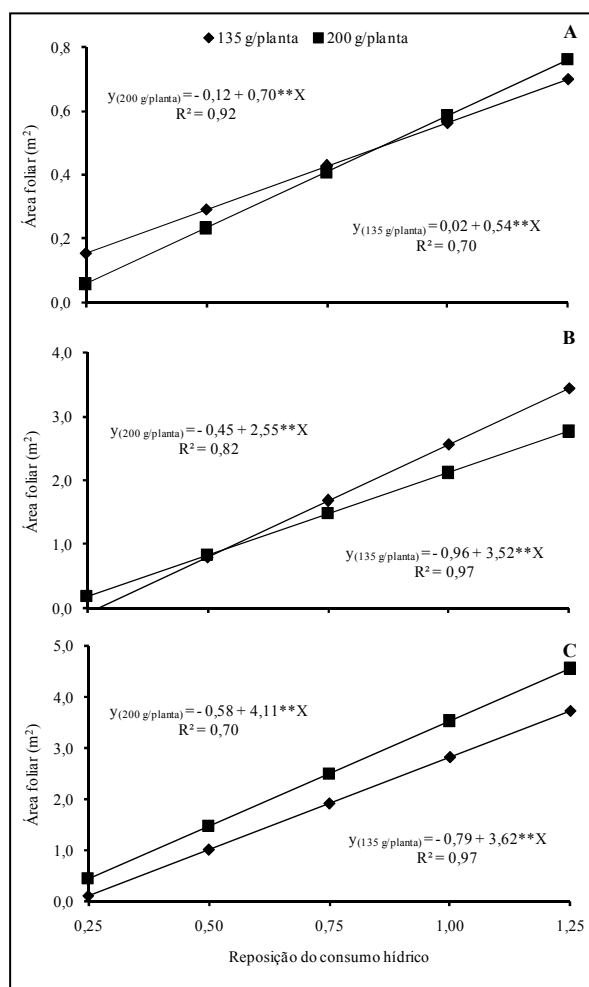 135 g/planta 200 g/planta
A
0,8
0,6
0,4
0,2
0,0
Área foliar (m²)
y(200 g/planta) = - 0,12 + 0,70**X
R² = 0,92
y(135 g/planta) = 0,02 + 0,54**X
R² = 0,70
B
4,0
3,0
2,0
1,0
0,0
Área foliar (m²)
y(200 g/planta) = -0,45 + 2,55**X
R² = 0,82
y(135 g/planta) = -0,96 + 3,52**X
R² = 0,97
C
5,0
4,0
3,0
2,0
1,0
0,0
Área foliar (m²)
y(200 g/planta) = - 0,58 + 4,11**X
R² = 0,70
y(135 g/planta) = -0,79 + 3,62**X
R² = 0,97
0,25 0,50 0,75 1,00 1,25
Reposição do consumo hídrico